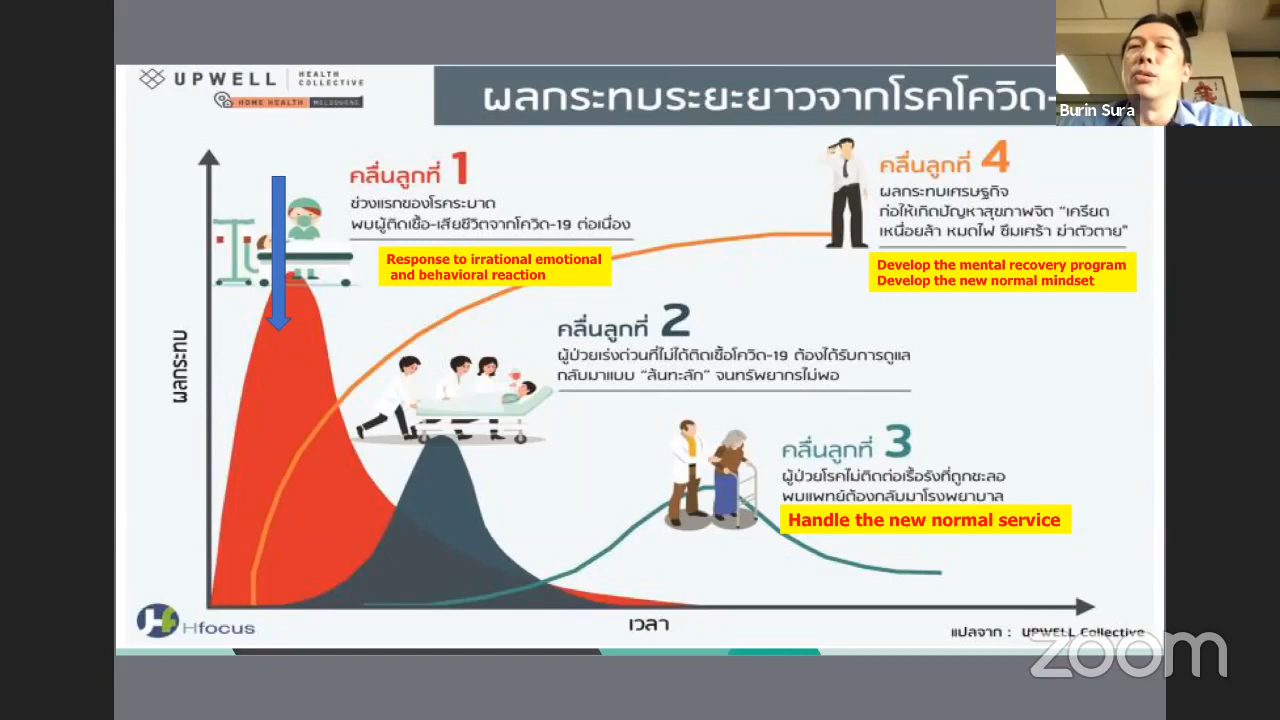 UPWELL
HEALTH
COLLECTIVE
HOME HEALTH MELBOURNE
ผลกระทบระยะยาวจากโรคโควิด-
Burin Sura
คลื่นลูกที่ 1
ช่วงแรกของโรคระบาด
พบผู้ติดเชื้อ-เสียชีวิตจากโควิด-19 ต่อเนื่อง
Response to irrational emotional
and behavioral reaction
คลื่นลูกที่ 4
ผลกระทบเศรษฐกิจ
ก่อให้เกิดปัญหาสุขภาพจิต “เครียด
เหนื่อยล้า หมดไฟ ซึมเศร้า ฆ่าตัวตาย”
Develop the mental recovery program
Develop the new normal mindset
คลื่นลูกที่ 2
ผู้ป่วยเร่งด่วนที่ไม่ได้ติดเชื้อโควิด-19 ต้องได้รับการดูแล
กลับมาแบบ “ล้นทะลัก” จนทรัพยากรไม่พอ
คลื่นลูกที่ 3
ผู้ป่วยโรคไม่ติดต่อเรื้อรังที่ถูกชะลอ
พบแพทย์ต้องกลับมาโรงพยาบาล
Handle the new normal service
ผลกระทบ
เวลา
Hfocus
แปลจาก : UPWELL Collective
zoom